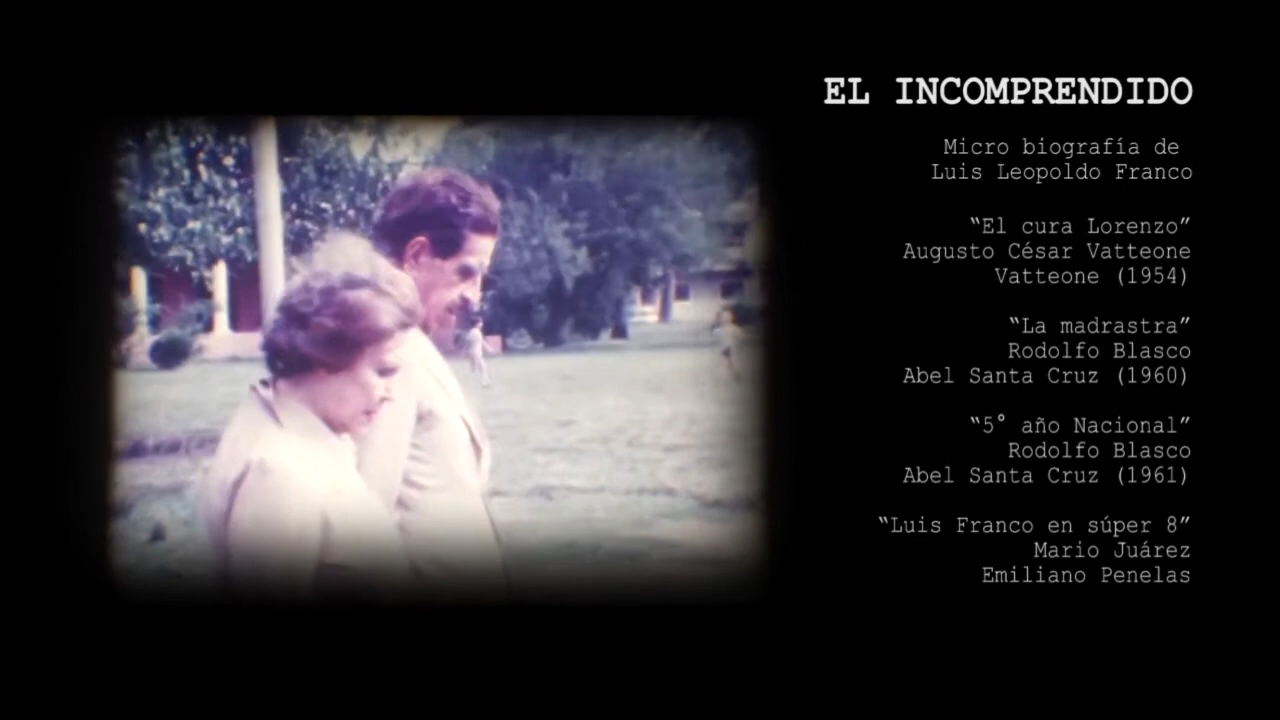 EL INCOMPRENDIDO
Micro biografía de
Luis Leopoldo Franco
“El cura Lorenzo”
Augusto César Vatteone
Vatteone (1954)
“La madrastra”
Rodolfo Blasco
Abel Santa Cruz (1960)
“5° año Nacional”
Rodolfo Blasco
Abel Santa Cruz (1961)
“Luis Franco en súper 8”
Mario Juárez
Emiliano Penelas